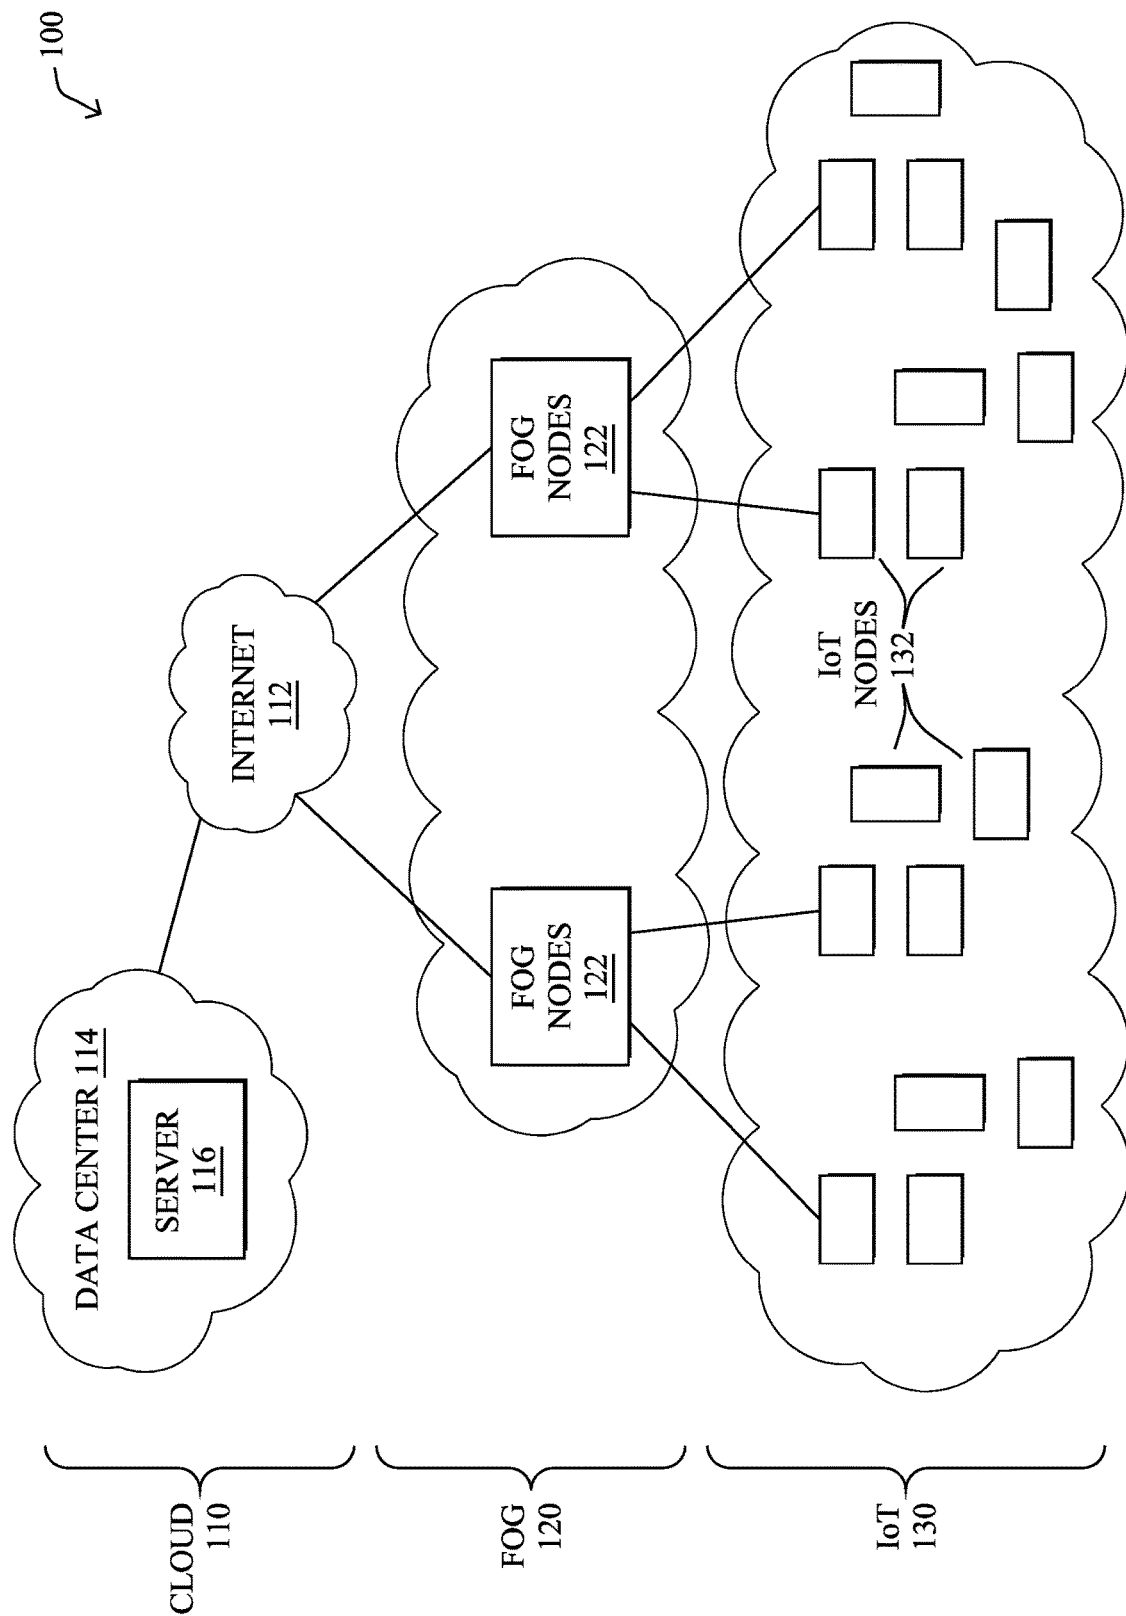 100
CLOUD
110
DATA CENTER 114
SERVER
116
INTERNET
112
FOG
120
FOG
NODES
122
FOG
NODES
122
IoT
130
IoT
NODES
132